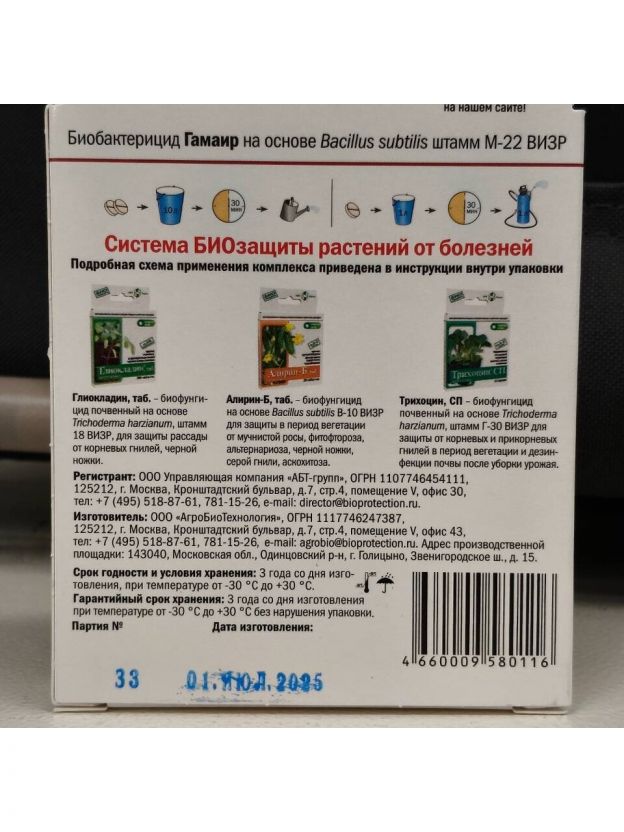 на нашем сайте!
Биобактерицид Гамаир на основе Bacillus subtilis штамм М-22 ВИЗР
10 л
30
МИН
1 л
30
МИН
1 л
Система БИОзащиты растений от болезней
Подробная схема применения комплекса приведена в инструкции внутри упаковки
Глиокладин
Алирин-Б
Трихоцин СП
Глиокладин, таб. – биофунги-
цид почвенный на основе
Trichoderma harzianum, штамм
18 ВИЗР, для защиты рассады
от корневых гнилей, черной
ножки.
Алирин-Б, таб. – биофунгицид
на основе Bacillus subtilis В-10 ВИЗР
для защиты в период вегетации
от мучнистой росы, фитофтороза,
альтернариоза, черной ножки,
серой гнили, аскохитоза.
Трихоцин, СП – биофунгицид
почвенный на основе Trichoderma
harzianum, штамм Г-30 ВИЗР для
защиты от корневых и прикорневых
гнилей в период вегетации и дезин-
фекции почвы после уборки урожая.
Регистрант: ООО Управляющая компания «АБТ-групп», ОГРН 1107746454111,
125212, г. Москва, Кронштадтский бульвар, д.7, стр.4, помещение V, офис 30,
тел: +7 (495) 518-87-61, 781-15-26, e-mail: director@bioprotection.ru.
Изготовитель: ООО «АгроБиоТехнология», ОГРН 1117746247387,
125212, г. Москва, Кронштадтский бульвар, д.7, стр.4, помещение V, офис 43,
тел: +7 (495) 518-87-61, 781-15-26, e-mail: agrobio@bioprotection.ru. Адрес производственной
площадки: 143040, Московская обл., Одинцовский р-н, г. Голицыно, Звенигородское ш., д. 15.
Срок годности и условия хранения: 3 года со дня изго-
товления, при температуре от -30 °С до +30 °С
Гарантийный срок хранения: 3 года со дня изготовления
при температуре от -30 °С до +30 °С без нарушения упаковки.
Партия № Дата изготовления:
33 01.ИЮЛ.2025
4 660009 580116